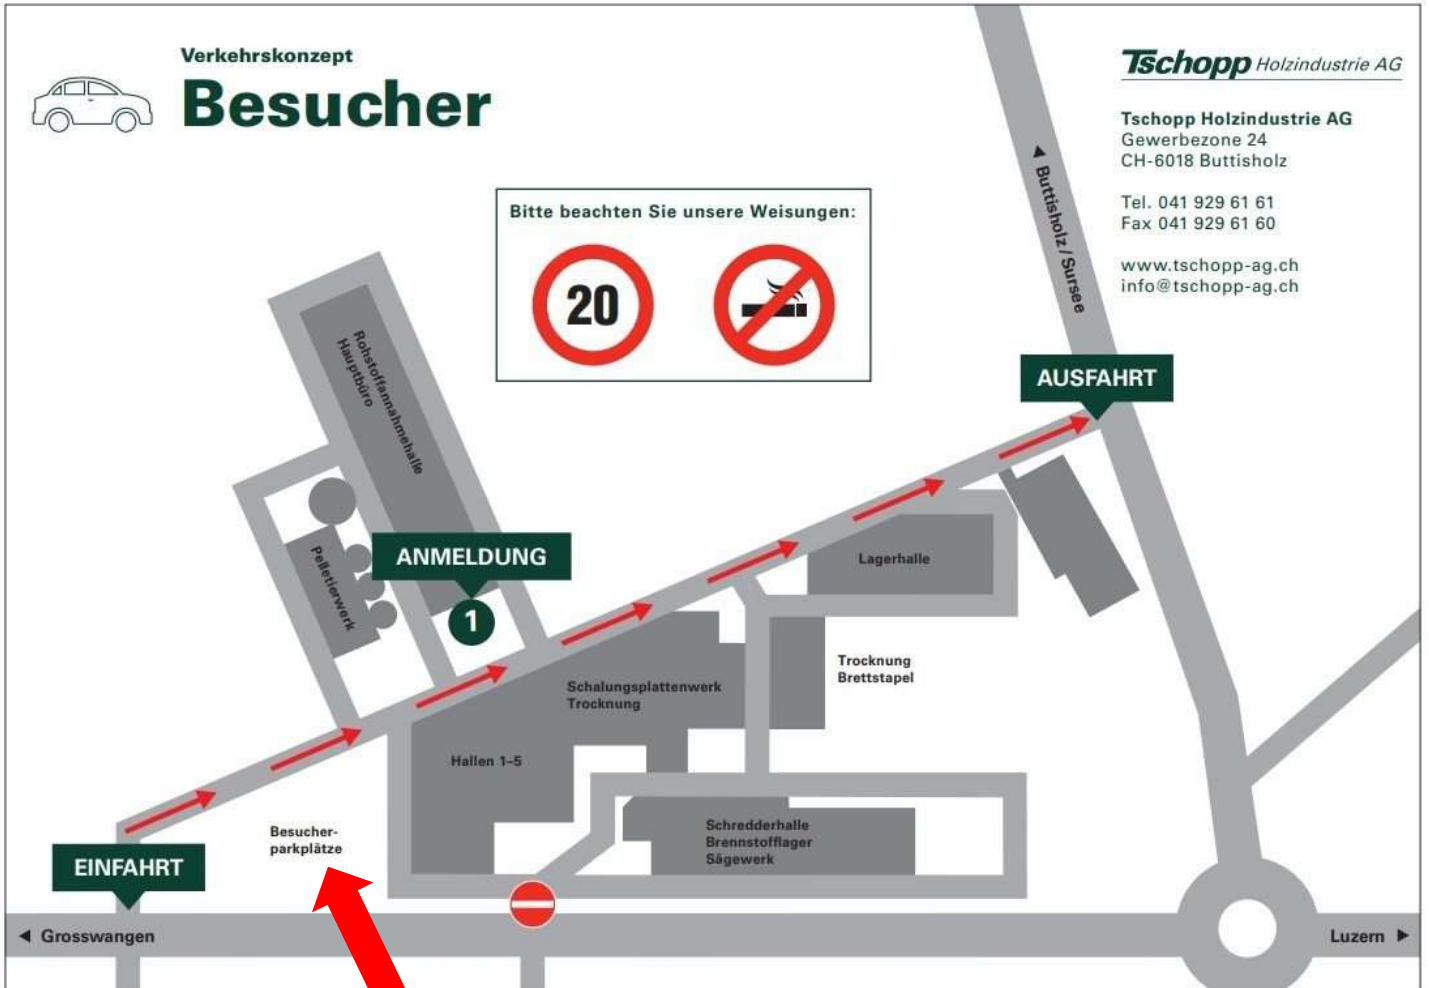 Verkehrskonzept
Besucher
Tschopp Holzindustrie AG
Tschopp Holzindustrie AG
Gewerbezone 24
CH-6018 Buttisholz
Tel. 041 929 61 61
Fax 041 929 61 60
www.tschopp-ag.ch
info@tschopp-ag.ch
Bitte beachten Sie unsere Weisungen:
20
◀ Buttisholz / Sursee
AUSFAHRT
Rohstoffannahmehalle
Hauptbüro
ANMELDUNG
1
Pelletierwerk
Lagerhalle
Trocknung
Brettstapel
Schalungsplattenwerk
Trocknung
Hallen 1–5
Schredderhalle
Brennstofflager
Sägewerk
Besucher-
parkplätze
EINFAHRT
◀ Grosswangen
Luzern ▶